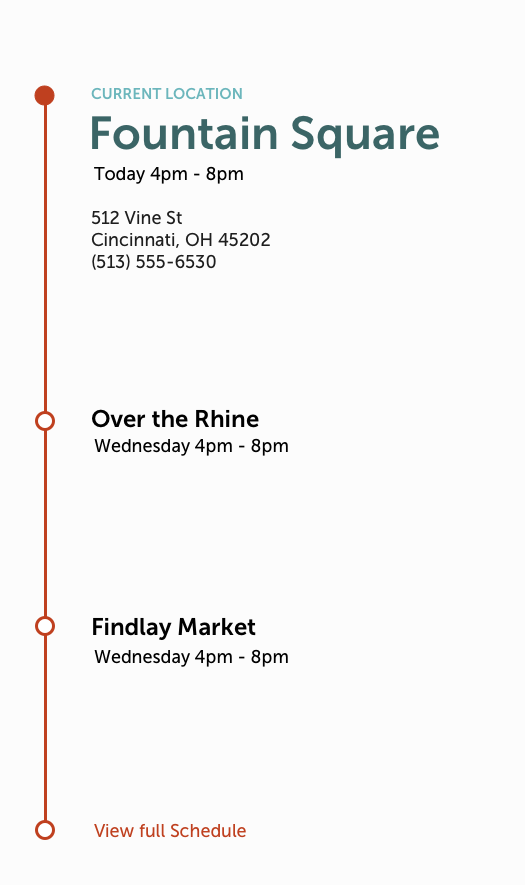 CURRENT LOCATION
Fountain Square
Today 4pm - 8pm
512 Vine St
Cincinnati, OH 45202
(513) 555-6530
Over the Rhine
Wednesday 4pm - 8pm
Findlay Market
Wednesday 4pm - 8pm
View full Schedule